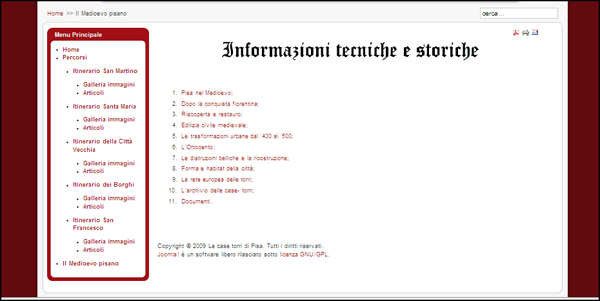 Home >> Il Medioevo pisano
cerca...
Menu Principale
Home
Percorsi
Itinerario San Martino
Galleria immagini
Articoli
Itinerario Santa Maria
Galleria immagini
Articoli
Itinerario della Città
Vecchia
Galleria immagini
Articoli
Itinerario dei Borghi
Galleria immagini
Articoli
Itinerario San
Francesco
Galleria immagini
Articoli
Il Medioevo pisano
Informazioni tecniche e storiche
1. Pisa nel Medioevo;
2. Dopo la conquista fiorentina;
3. Riscoperta e restauro;
4. Edilizia civile medievale;
5. Le trasformazioni urbane dal '400 al '500;
6. L'Ottocento;
7. Le distruzioni belliche e la ricostruzione;
8. Forma e habitat della città;
9. La rete europea delle torri;
10. L'archivio delle case- torri;
11. Documenti.
Copyright © 2009 Le case torri di Pisa. Tutti i diritti riservati.
Joomla! è un software libero rilasciato sotto licenza GNU/GPL.